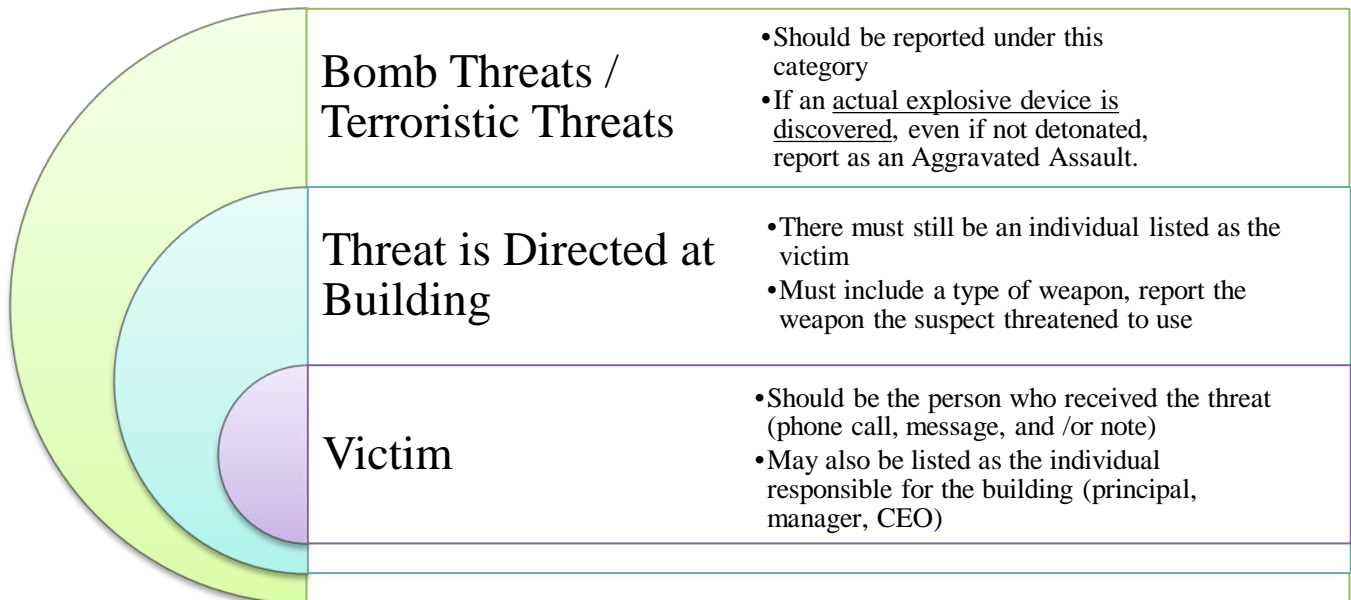 Bomb Threats /
Terroristic Threats
•Should be reported under this
category
•If an actual explosive device is
discovered, even if not detonated,
report as an Aggravated Assault.
Threat is Directed at
Building
•There must still be an individual listed as the
victim
•Must include a type of weapon, report the
weapon the suspect threatened to use
Victim
•Should be the person who received the threat
(phone call, message, and /or note)
•May also be listed as the individual
responsible for the building (principal,
manager, CEO)